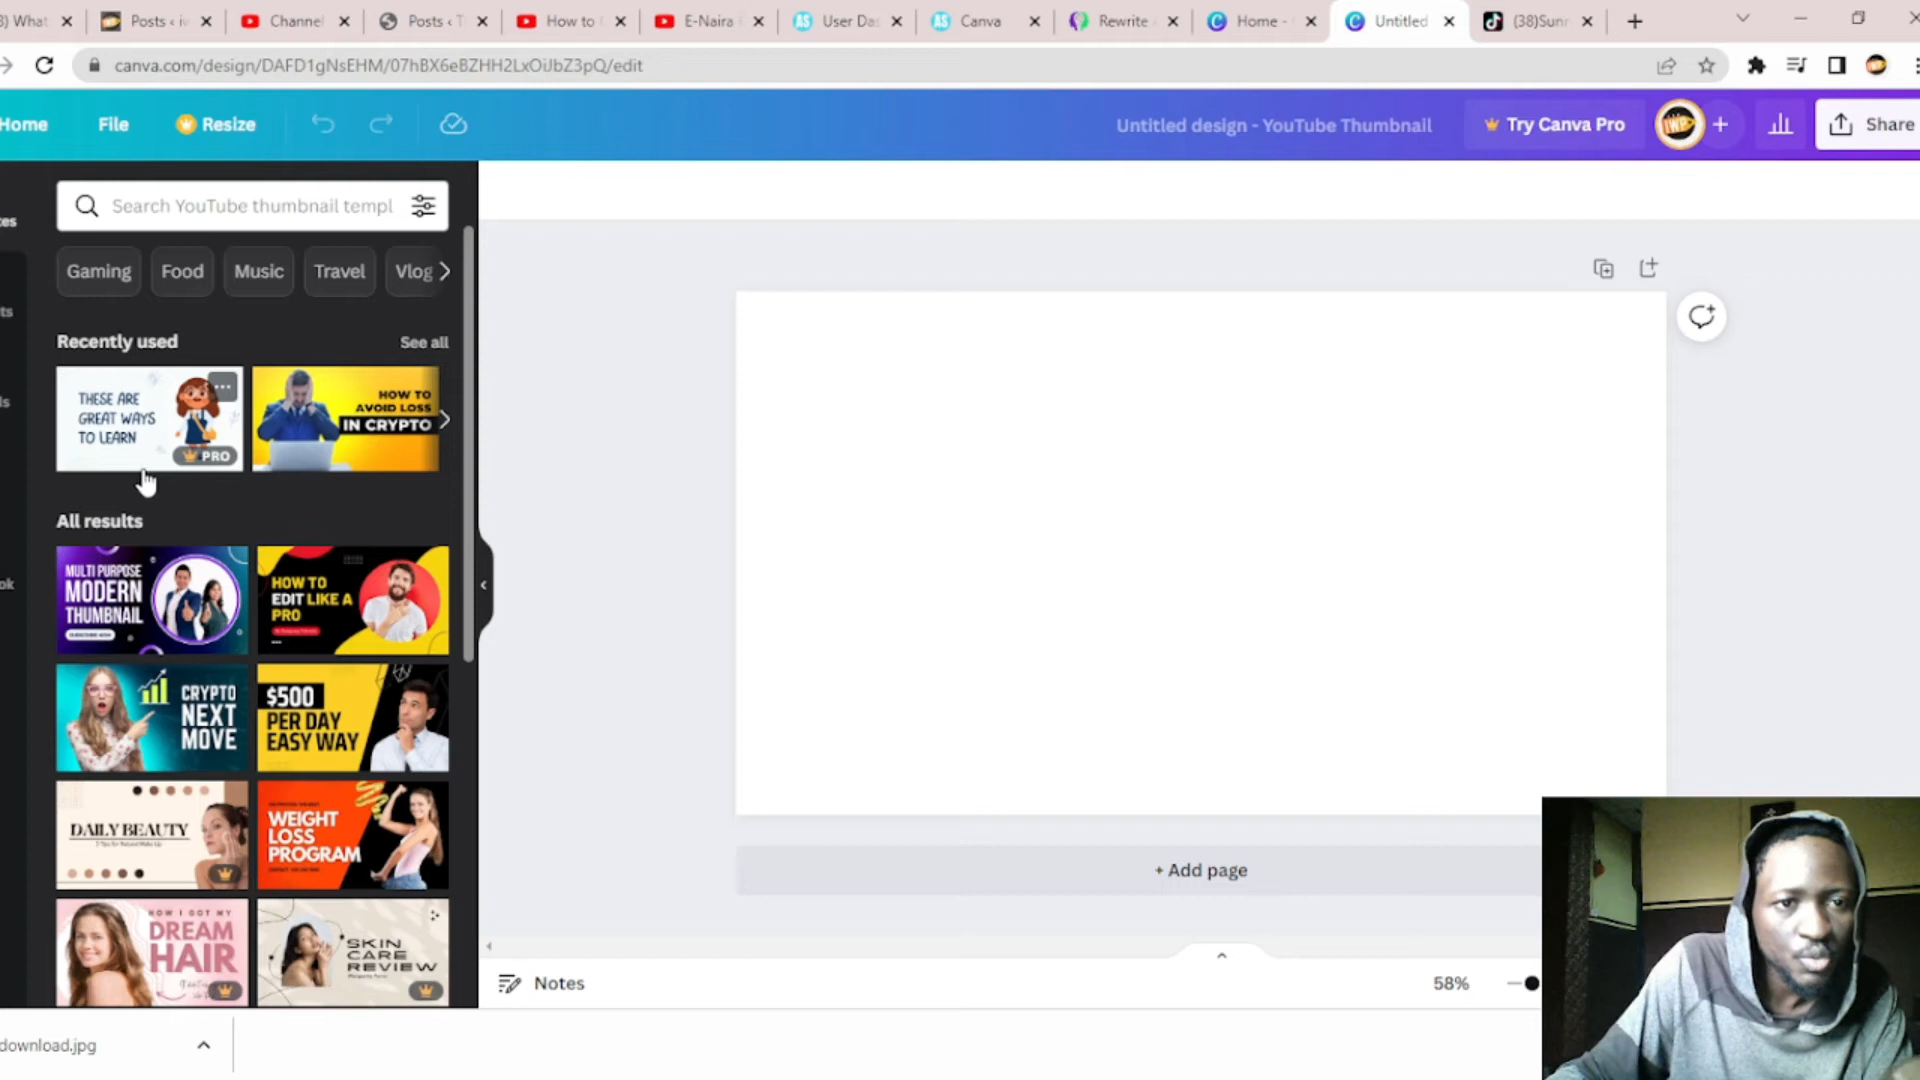 ) What
Posts ‹ iv
Channel
Posts ‹ T
How to
E-Naira
User Da
Canva
Rewrite
Home -
Untitled
(38)Sun
canva.com/design/DAFD1gNsEHM/07hBX6eBZHH2LxOiJbZ3pQ/edit
Home
File
Resize
Untitled design - YouTube Thumbnail
Try Canva Pro
Share
Search YouTube thumbnail templ
Gaming
Food
Music
Travel
Vlog
Recently used
See all
THESE ARE
GREAT WAYS
TO LEARN
PRO
HOW TO
AVOID LOSS
IN CRYPTO
All results
MULTI PURPOSE
MODERN
THUMBNAIL
SUBSCRIBE NOW
HOW TO
EDIT LIKE A
PRO
CRYPTO
NEXT
MOVE
$500
PER DAY
EASY WAY
DAILY BEAUTY
WEIGHT
LOSS
PROGRAM
HOW I GOT MY
DREAM
HAIR
SKIN
CARE
REVIEW
+ Add page
Notes
58%
download.jpg